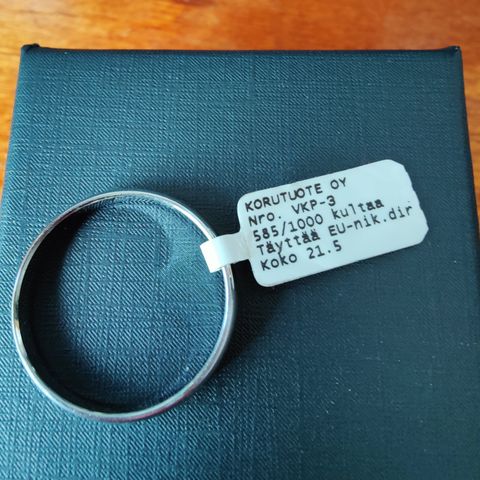 KORUTUOTE OY
Nro. VKP-3
585/1000 kultaa
Täyttää EU-nik.dir
Koko 21.5